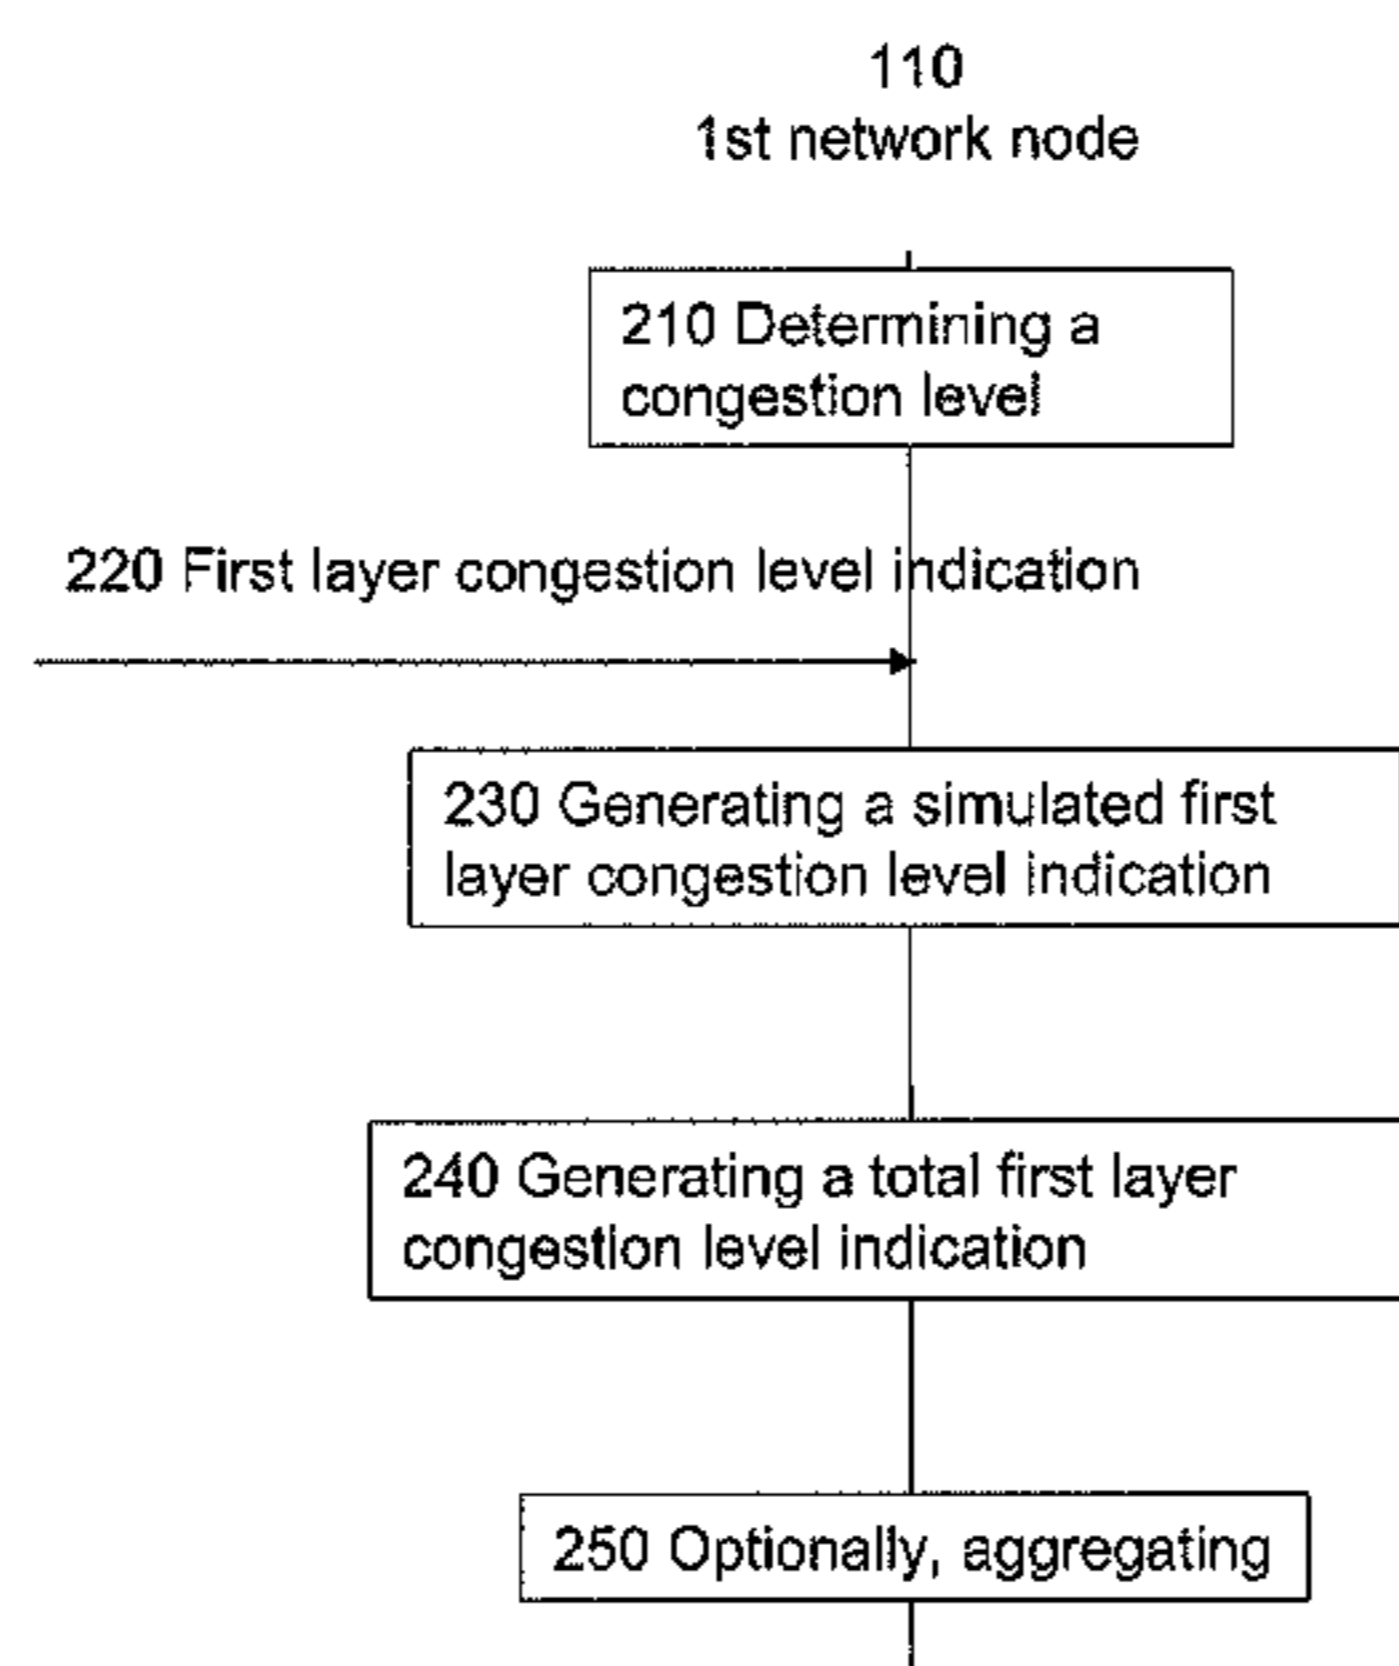 110
1st network node
210 Determining a
congestion level
220 First layer congestion level indication
230 Generating a simulated first
layer congestion level indication
240 Generating a total first layer
congestion level indication
250 Optionally, aggregating